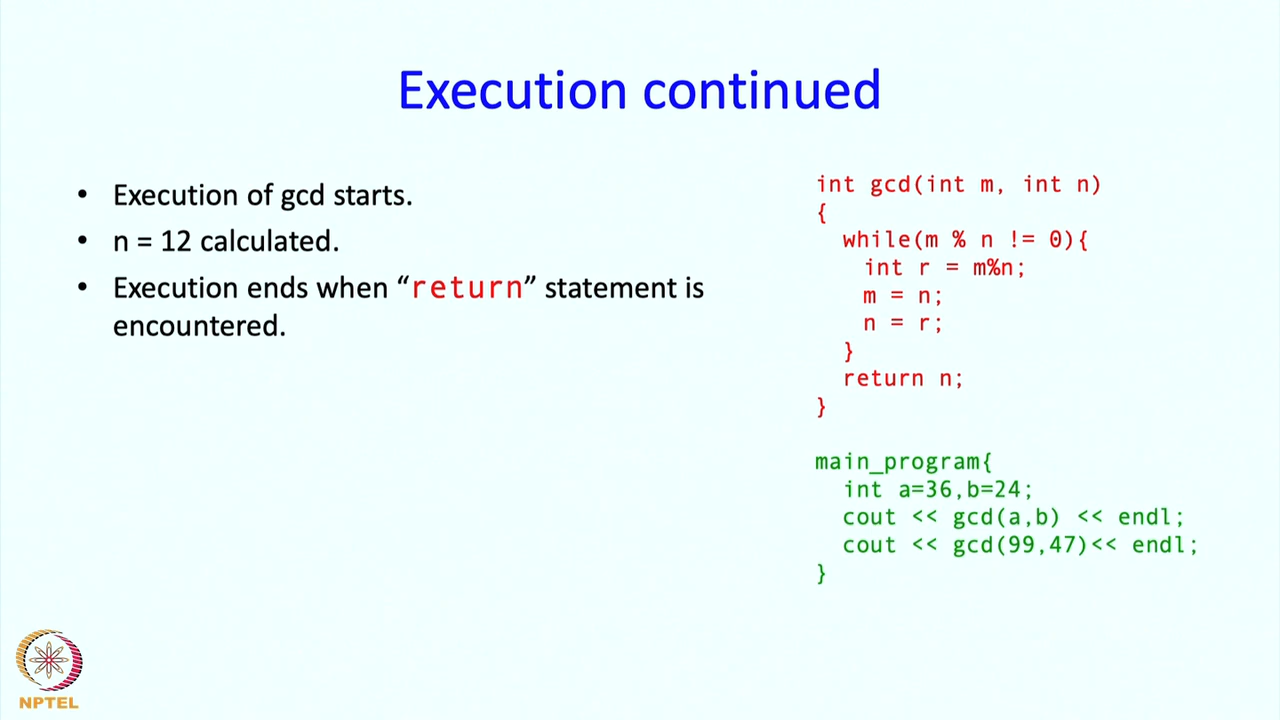 Execution continued
• Execution of gcd starts.
• n = 12 calculated.
• Execution ends when “return” statement is
encountered.
int gcd(int m, int n)
{
  while(m % n != 0){
    int r = m%n;
    m = n;
    n = r;
  }
  return n;
}
main_program{
  int a=36,b=24;
  cout << gcd(a,b) << endl;
  cout << gcd(99,47)<< endl;
}
NPTEL